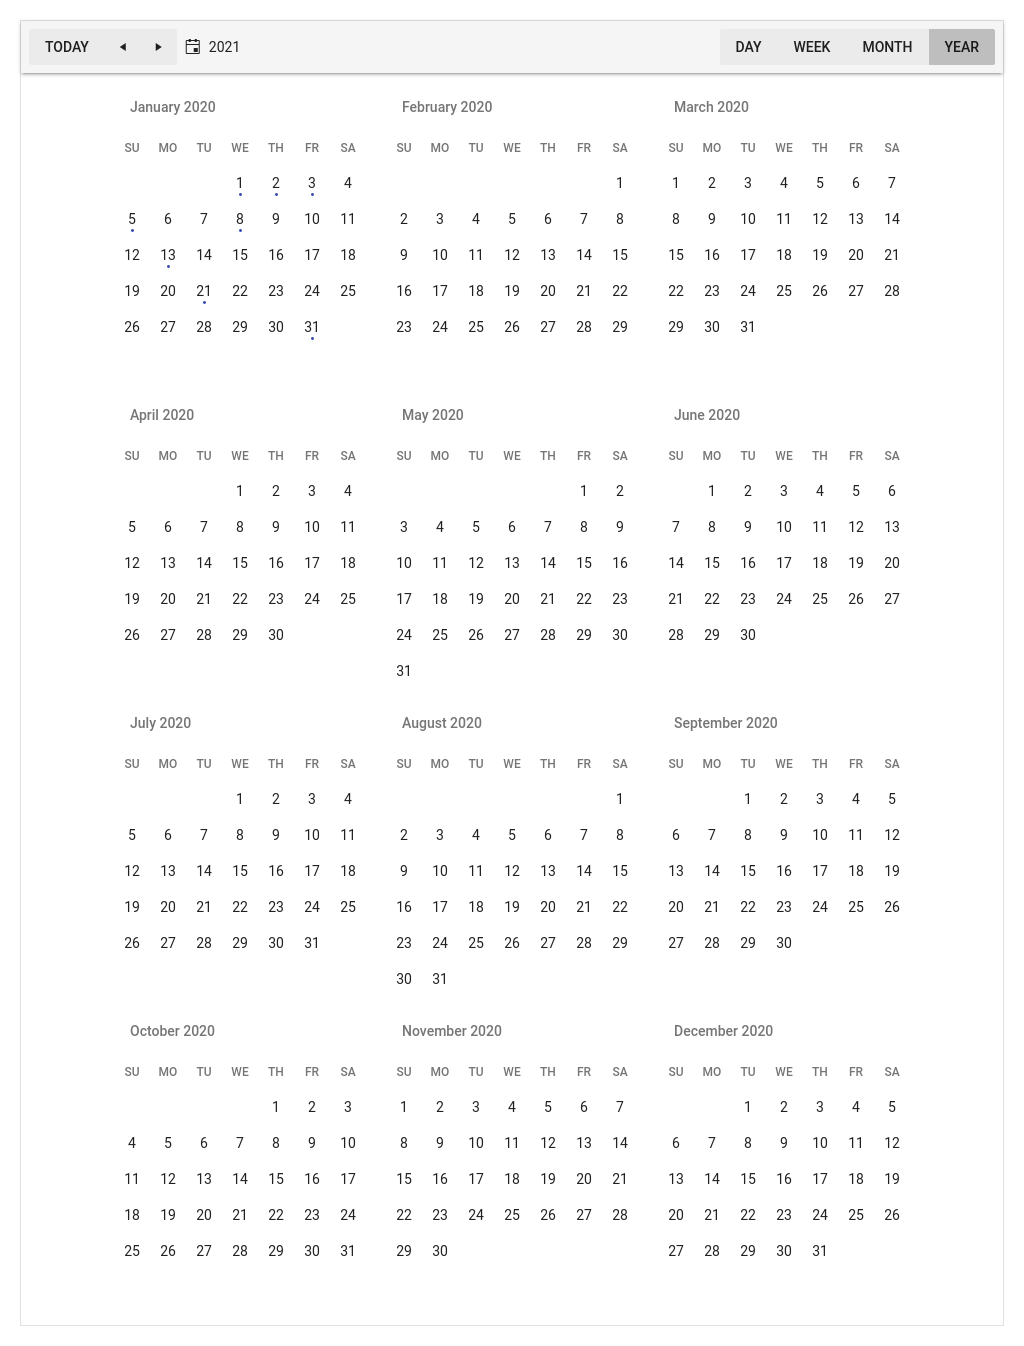 TODAY 2021 DAY WEEK MONTH YEAR
January 2020
SU MO TU WE TH FR SA
1 2 3 4
5 6 7 8 9 10 11
12 13 14 15 16 17 18
19 20 21 22 23 24 25
26 27 28 29 30 31
February 2020
SU MO TU WE TH FR SA
1
2 3 4 5 6 7 8
9 10 11 12 13 14 15
16 17 18 19 20 21 22
23 24 25 26 27 28 29
March 2020
SU MO TU WE TH FR SA
1 2 3 4 5 6 7
8 9 10 11 12 13 14
15 16 17 18 19 20 21
22 23 24 25 26 27 28
29 30 31
April 2020
SU MO TU WE TH FR SA
1 2 3 4
5 6 7 8 9 10 11
12 13 14 15 16 17 18
19 20 21 22 23 24 25
26 27 28 29 30
May 2020
SU MO TU WE TH FR SA
1 2
3 4 5 6 7 8 9
10 11 12 13 14 15 16
17 18 19 20 21 22 23
24 25 26 27 28 29 30
31
June 2020
SU MO TU WE TH FR SA
1 2 3 4 5 6
7 8 9 10 11 12 13
14 15 16 17 18 19 20
21 22 23 24 25 26 27
28 29 30
July 2020
SU MO TU WE TH FR SA
1 2 3 4
5 6 7 8 9 10 11
12 13 14 15 16 17 18
19 20 21 22 23 24 25
26 27 28 29 30 31
August 2020
SU MO TU WE TH FR SA
1
2 3 4 5 6 7 8
9 10 11 12 13 14 15
16 17 18 19 20 21 22
23 24 25 26 27 28 29
30 31
September 2020
SU MO TU WE TH FR SA
1 2 3 4 5
6 7 8 9 10 11 12
13 14 15 16 17 18 19
20 21 22 23 24 25 26
27 28 29 30
October 2020
SU MO TU WE TH FR SA
1 2 3
4 5 6 7 8 9 10
11 12 13 14 15 16 17
18 19 20 21 22 23 24
25 26 27 28 29 30 31
November 2020
SU MO TU WE TH FR SA
1 2 3 4 5 6 7
8 9 10 11 12 13 14
15 16 17 18 19 20 21
22 23 24 25 26 27 28
29 30
December 2020
SU MO TU WE TH FR SA
1 2 3 4 5
6 7 8 9 10 11 12
13 14 15 16 17 18 19
20 21 22 23 24 25 26
27 28 29 30 31